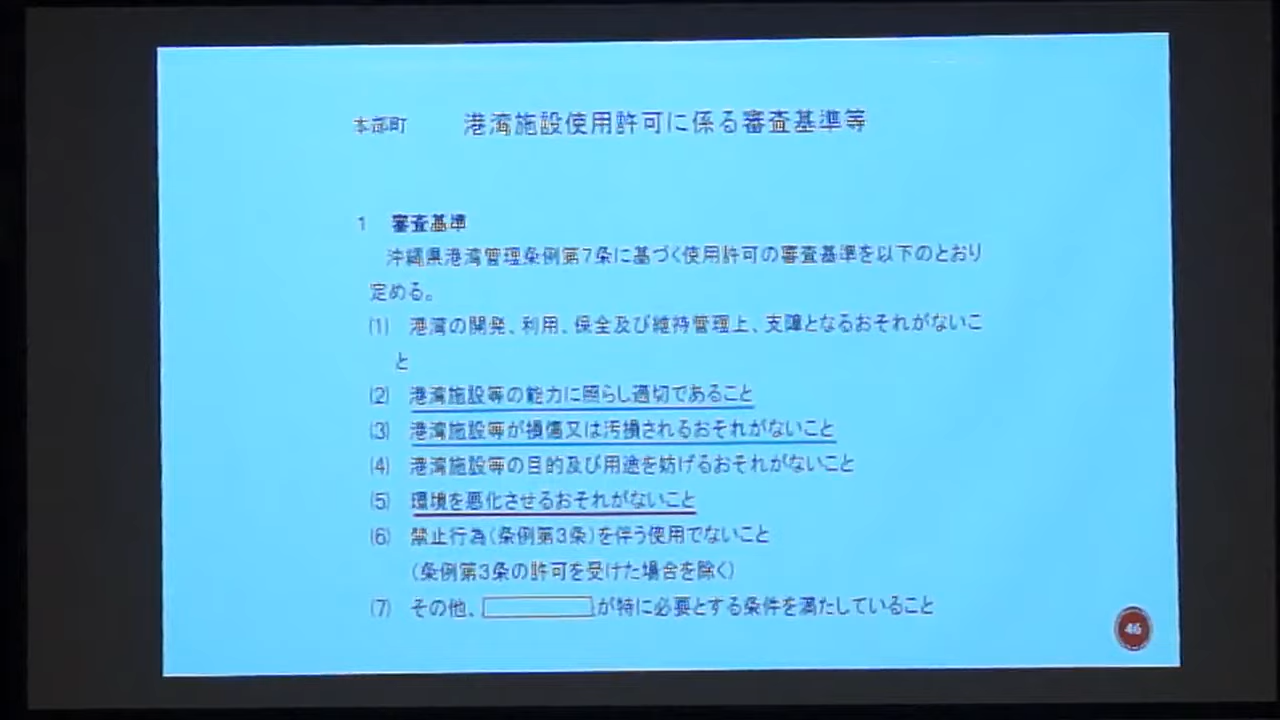 本部町 港湾施設使用許可に係る審査基準等
1 審査基準
沖縄県港湾管理条例第7条に基づく使用許可の審査基準を以下のとおり
定める。
(1) 港湾の開発、利用、保全及び維持管理上、支障となるおそれがないこ
と
(2) 港湾施設等の能力に照らし適切であること
(3) 港湾施設等が損傷又は汚損されるおそれがないこと
(4) 港湾施設等の目的及び用途を妨げるおそれがないこと
(5) 環境を悪化させるおそれがないこと
(6) 禁止行為(条例第3条)を伴う使用でないこと
(条例第3条の許可を受けた場合を除く)
(7) その他、 が特に必要とする条件を満たしていること
46